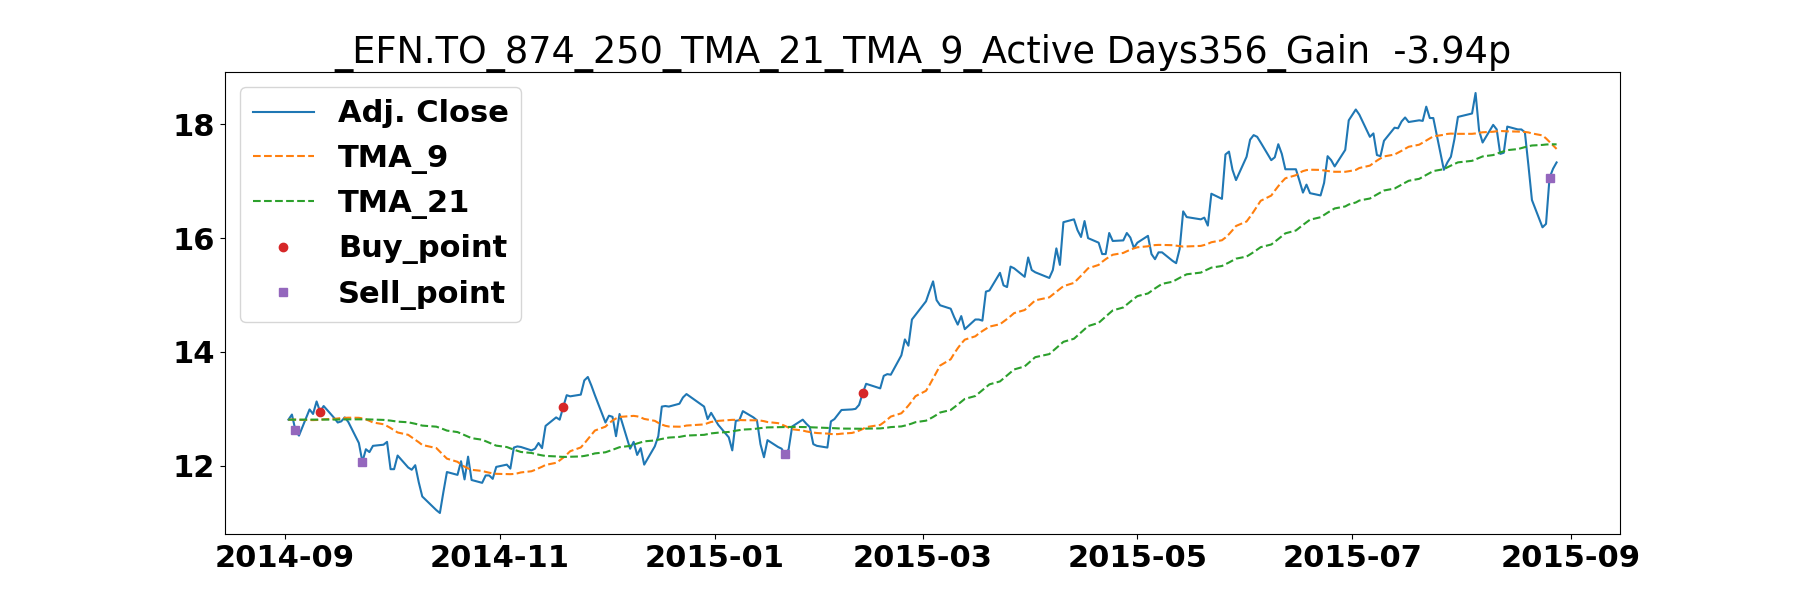 _EFN.TO_874_250_TMA_21_TMA_9_Active Days356_Gain  -3.94p
Adj. Close
TMA_9
TMA_21
Buy_point
Sell_point
18
16
14
12
2014-09 2014-11 2015-01 2015-03 2015-05 2015-07 2015-09